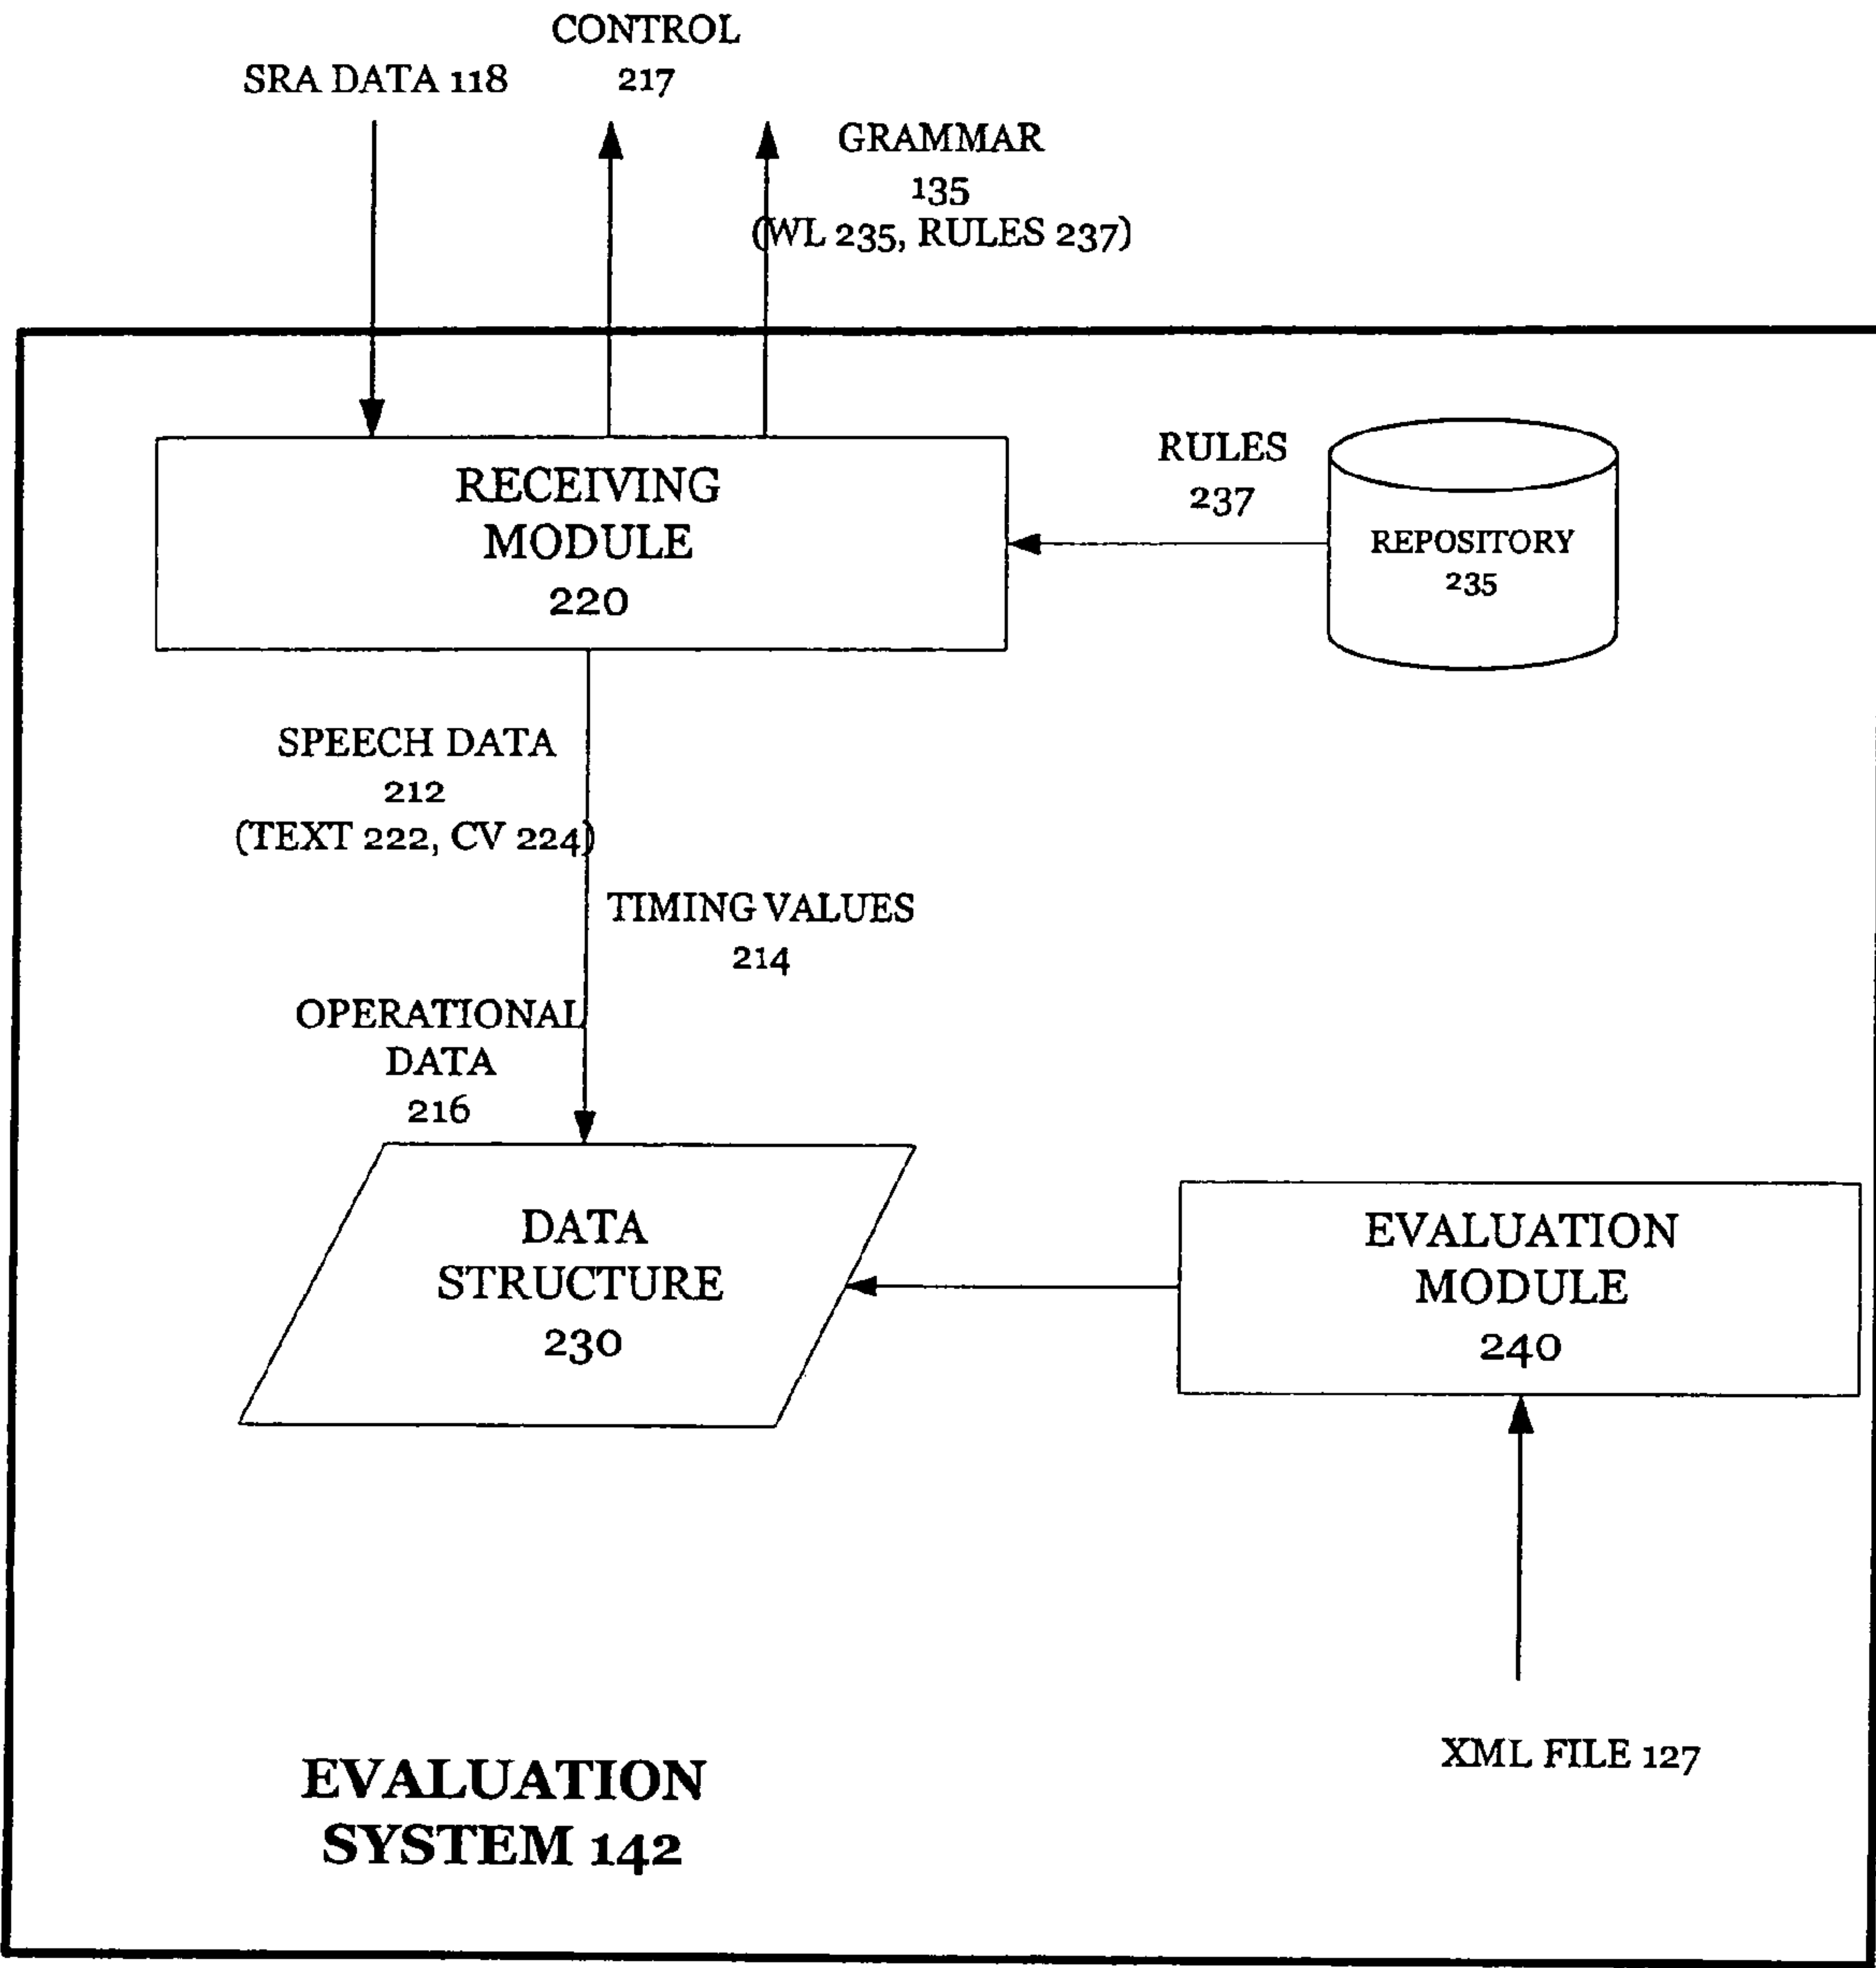 CONTROL
217
SRA DATA 118
GRAMMAR
135
(WL 235, RULES 237)
RECEIVING
MODULE
220
RULES
237
REPOSITORY
235
SPEECH DATA
212
(TEXT 222, CV 224)
TIMING VALUES
214
OPERATIONAL
DATA
216
DATA
STRUCTURE
230
EVALUATION
MODULE
240
XML FILE 127
EVALUATION
SYSTEM 142